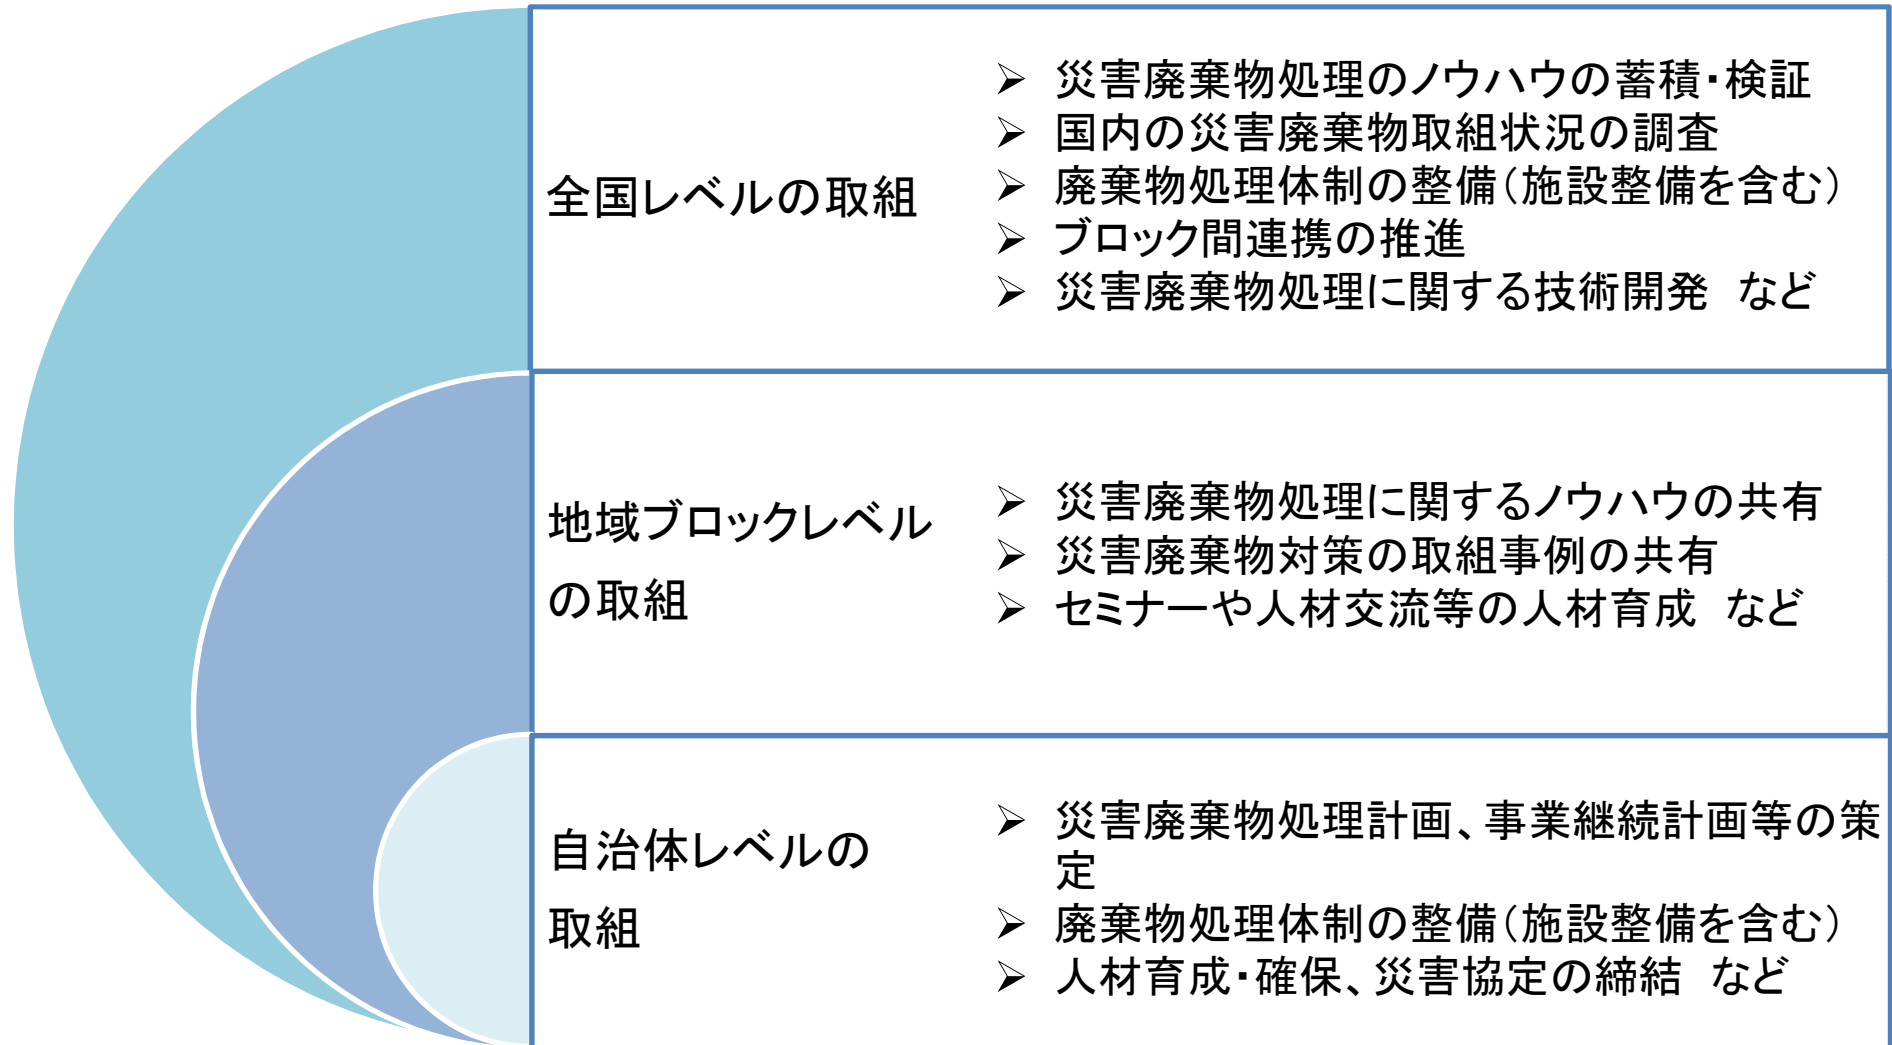 全国レベルの取組
➢ 災害廃棄物処理のノウハウの蓄積・検証
➢ 国内の災害廃棄物取組状況の調査
➢ 廃棄物処理体制の整備（施設整備を含む）
➢ ブロック間連携の推進
➢ 災害廃棄物処理に関する技術開発　など
地域ブロックレベル
の取組
➢ 災害廃棄物処理に関するノウハウの共有
➢ 災害廃棄物対策の取組事例の共有
➢ セミナーや人材交流等の人材育成　など
自治体レベルの
取組
➢ 災害廃棄物処理計画、事業継続計画等の策
定
➢ 廃棄物処理体制の整備（施設整備を含む）
➢ 人材育成・確保、災害協定の締結　など